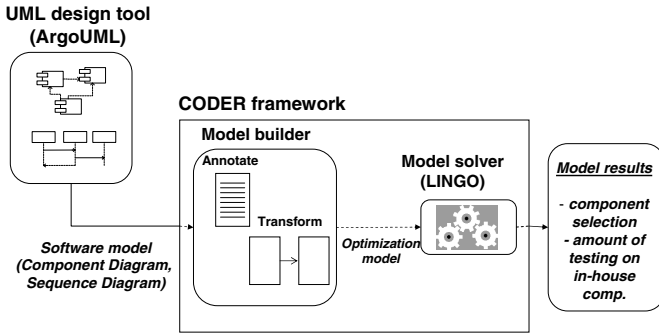 UML design tool
(ArgoUML)
CODER framework
Model builder
Annotate
Transform
Model solver
(LINGO)
Software model
(Component Diagram,
Sequence Diagram)
Optimization
model
Model results
- component
selection
- amount of
testing on
in-house
comp.